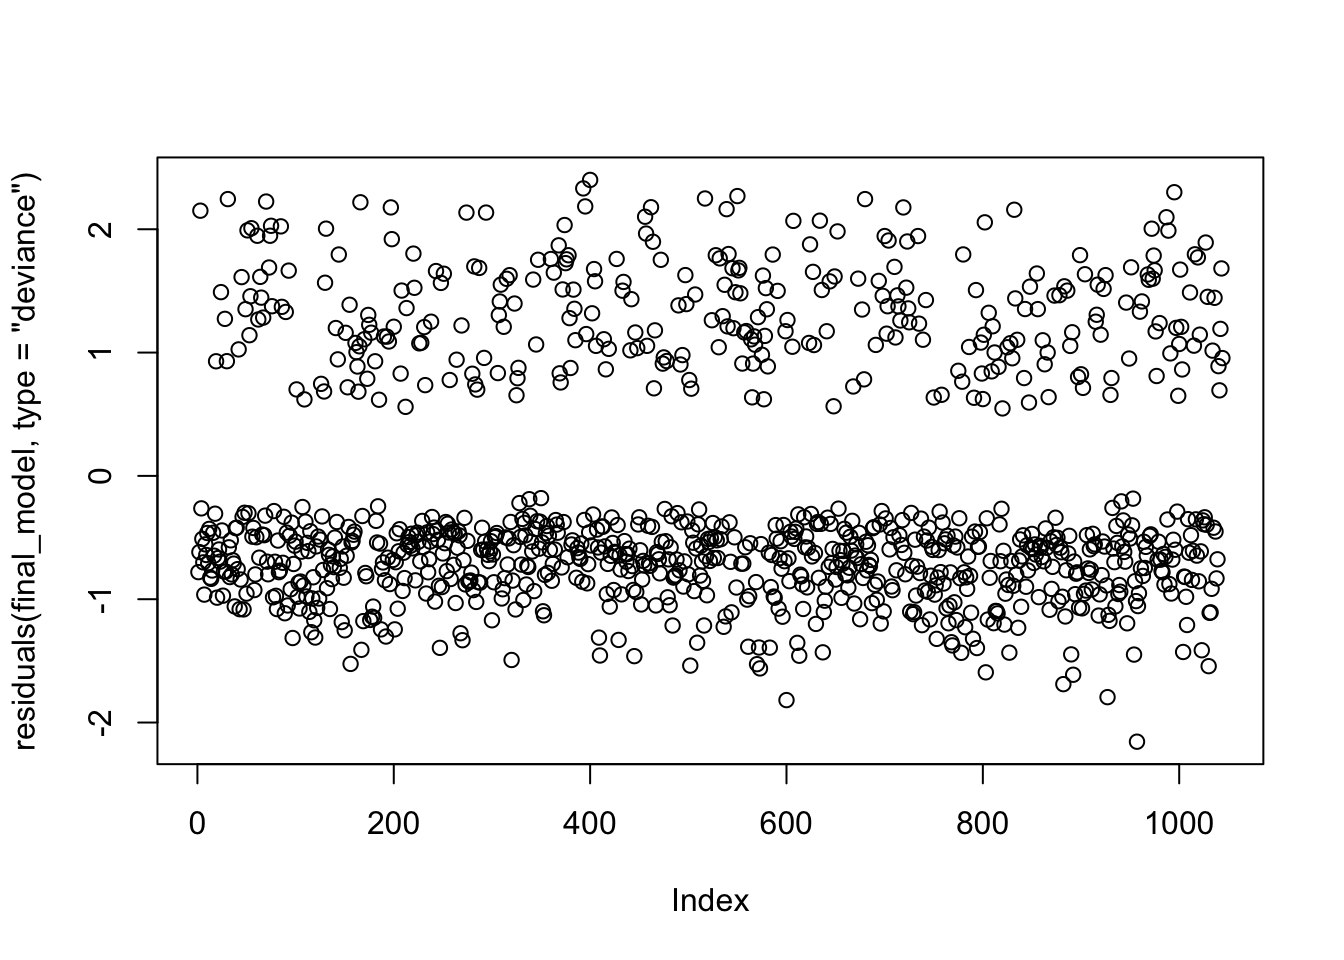 residuals(final_model, type = "deviance")
2
1
0
-1
-2
0 200 400 600 800 1000
Index